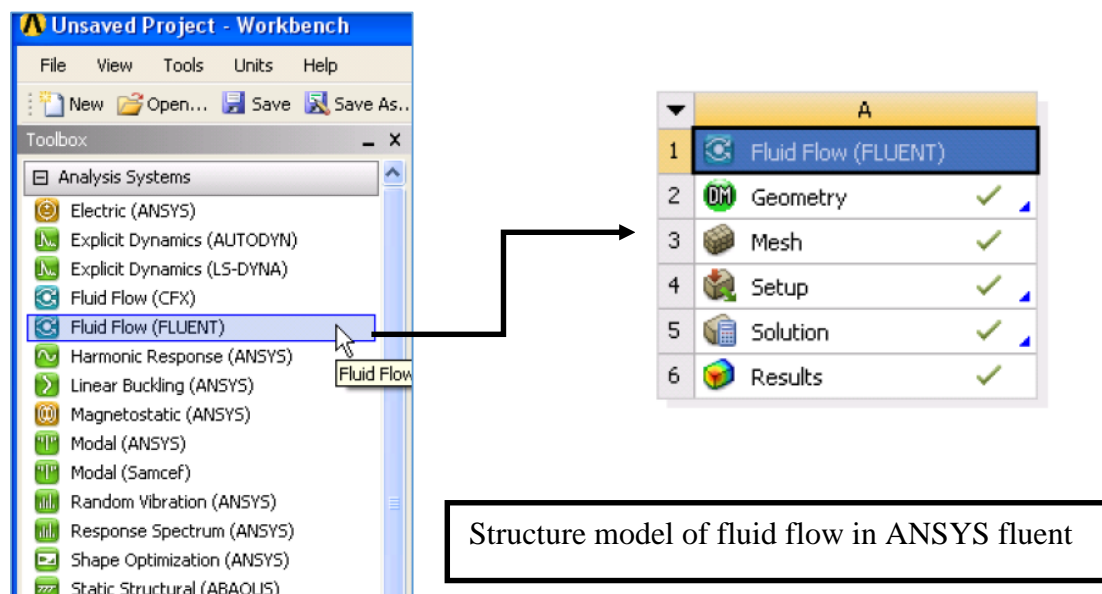 Unsaved Project - Workbench
File View Tools Units Help
New Open... Save Save As..
Toolbox
Analysis Systems
Electric (ANSYS)
Explicit Dynamics (AUTODYN)
Explicit Dynamics (LS-DYNA)
Fluid Flow (CFX)
Fluid Flow (FLUENT)
Harmonic Response (ANSYS)
Fluid Flow
Linear Buckling (ANSYS)
Magnetostatic (ANSYS)
Modal (ANSYS)
Modal (Samcef)
Random Vibration (ANSYS)
Response Spectrum (ANSYS)
Shape Optimization (ANSYS)
Static Structural (ABAQUS)
A
1 Fluid Flow (FLUENT)
2 DM Geometry
3 Mesh
4 Setup
5 Solution
6 Results
Structure model of fluid flow in ANSYS fluent